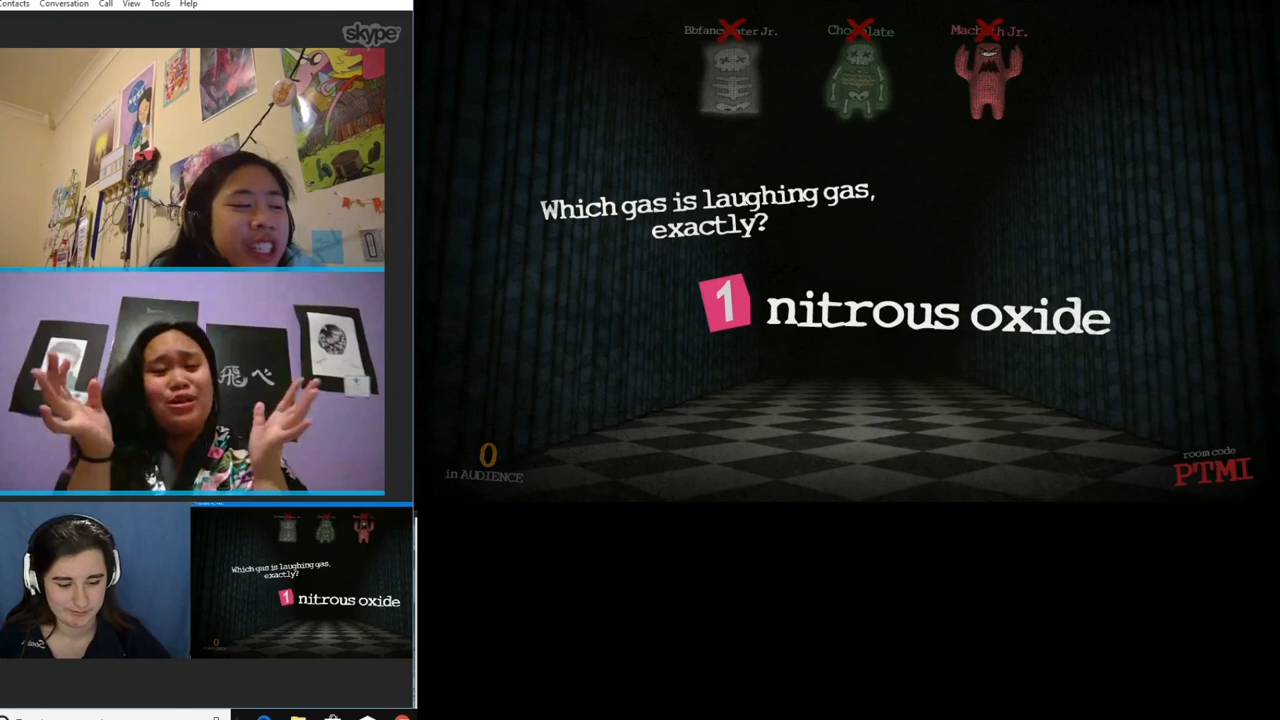 Contacts Conversation Call View Tools Help
skype
飛べ
Which gas is laughing gas,
exactly?
1 nitrous oxide
0
in AUDIENCE
room code
PTMI
Which gas is laughing gas,
exactly?
1 nitrous oxide
0